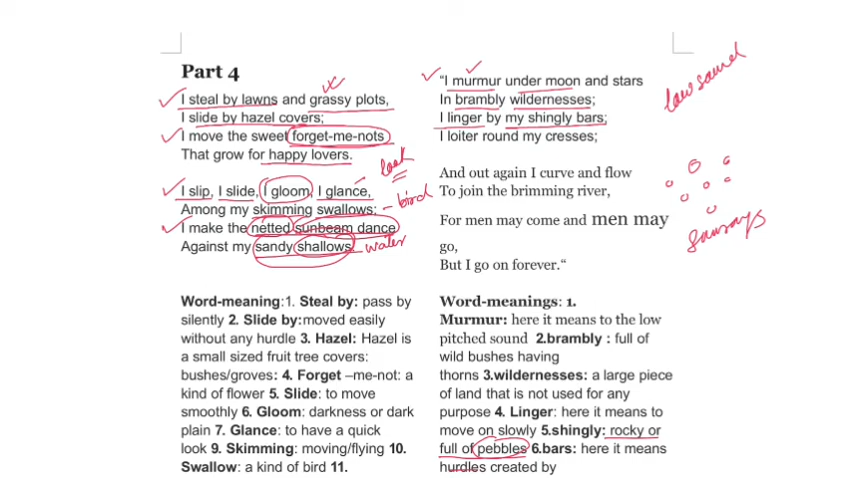 Part 4
I steal by lawns and grassy plots,
I slide by hazel covers;
I move the sweet forget-me-nots
That grow for happy lovers.
look
I slip, I slide, I gloom, I glance,
Among my skimming swallows; - bird
I make the netted sunbeam dance
Against my sandy shallows. water
Word-meaning:1. Steal by: pass by
silently 2. Slide by:moved easily
without any hurdle 3. Hazel: Hazel is
a small sized fruit tree covers:
bushes/groves: 4. Forget –me-not: a
kind of flower 5. Slide: to move
smoothly 6. Gloom: darkness or dark
plain 7. Glance: to have a quick
look 9. Skimming: moving/flying 10.
Swallow: a kind of bird 11.
“I murmur under moon and stars
In brambly wildernesses;
I linger by my shingly bars;
I loiter round my cresses;
And out again I curve and flow
To join the brimming river,
For men may come and men may
go,
But I go on forever.“
low sound
Word-meanings: 1.
Murmur: here it means to the low
pitched sound 2.brambly : full of
wild bushes having
thorns 3.wildernesses: a large piece
of land that is not used for any
purpose 4. Linger: here it means to
move on slowly 5.shingly: rocky or
full of pebbles 6.bars: here it means
hurdles created by